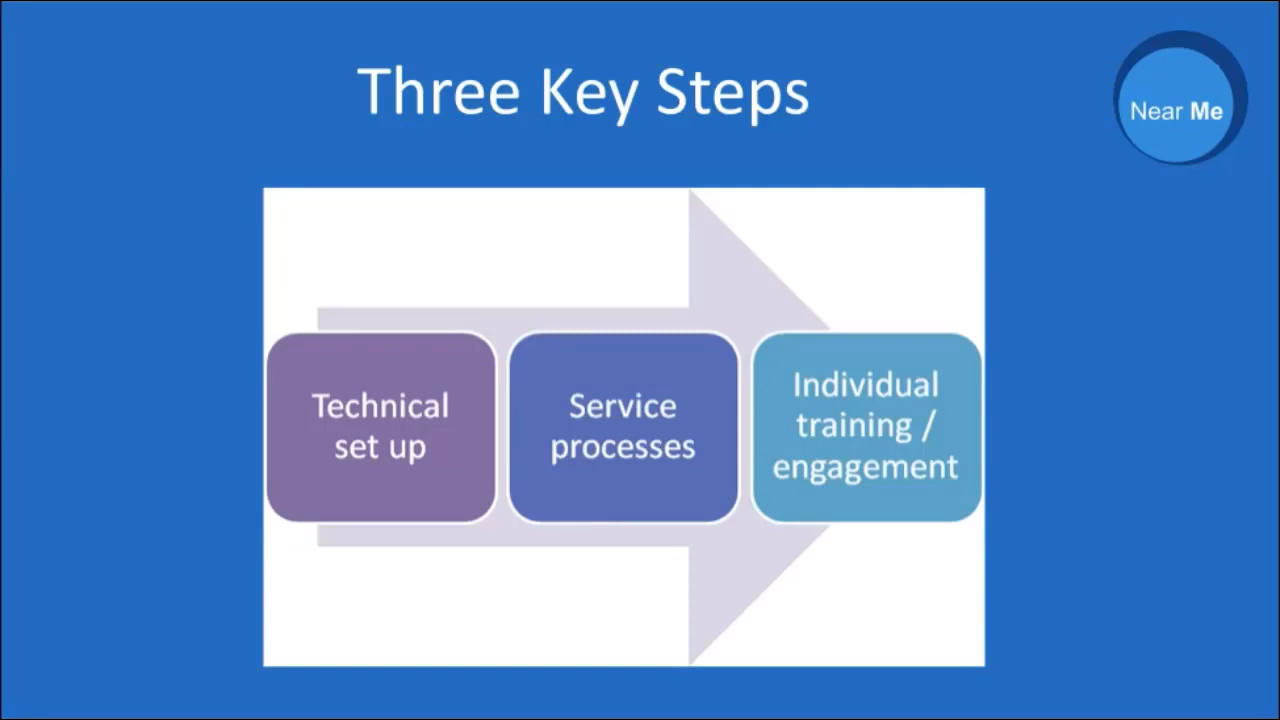 Three Key Steps
Near Me
Technical
set up
Service
processes
Individual
training /
engagement